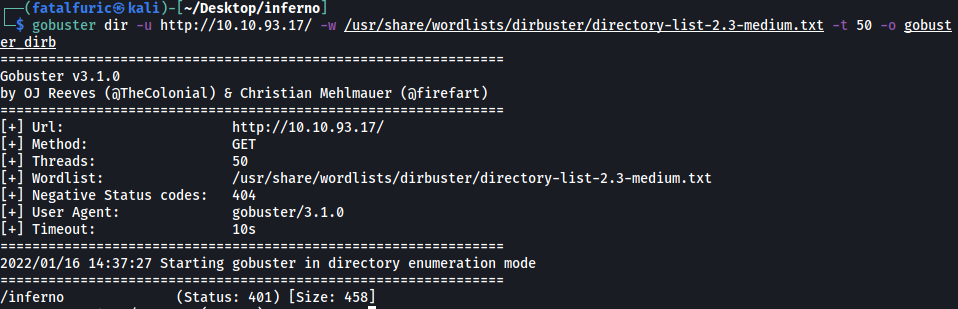 ┌──(fatalfuric㉿kali)-[~/Desktop/inferno]
└─$ gobuster dir -u http://10.10.93.17/ -w /usr/share/wordlists/dirbuster/directory-list-2.3-medium.txt -t 50 -o gobust
er_dirb
===============================================================
Gobuster v3.1.0
by OJ Reeves (@TheColonial) & Christian Mehlmauer (@firefart)
===============================================================
[+] Url:                     http://10.10.93.17/
[+] Method:                  GET
[+] Threads:                 50
[+] Wordlist:                /usr/share/wordlists/dirbuster/directory-list-2.3-medium.txt
[+] Negative Status codes:   404
[+] User Agent:              gobuster/3.1.0
[+] Timeout:                 10s
===============================================================
2022/01/16 14:37:27 Starting gobuster in directory enumeration mode
===============================================================
/inferno              (Status: 401) [Size: 458]